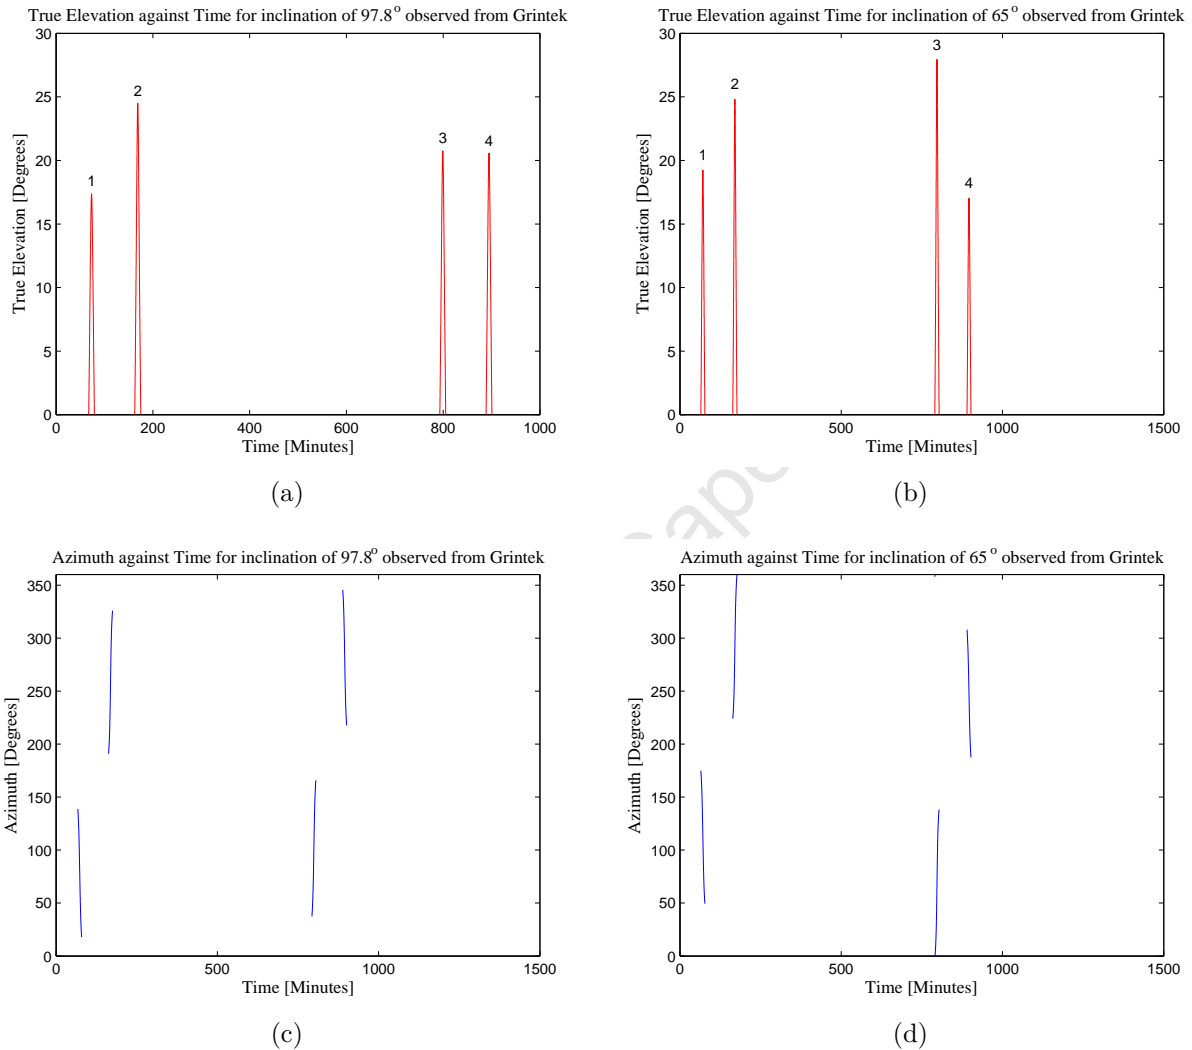 True Elevation against Time for inclination of 97.8o observed from Grintek
30
25
20
15
10
5
0
0 200 400 600 800 1000
1 2 3 4
True Elevation [Degrees]
Time [Minutes]
(a)
True Elevation against Time for inclination of 65o observed from Grintek
30
25
20
15
10
5
0
0 500 1000 1500
1 2 3 4
True Elevation [Degrees]
Time [Minutes]
(b)
Cape
Azimuth against Time for inclination of 97.8o observed from Grintek
350
300
250
200
150
100
50
0
0 500 1000 1500
Azimuth [Degrees]
Time [Minutes]
(c)
Azimuth against Time for inclination of 65o observed from Grintek
350
300
250
200
150
100
50
0
0 500 1000 1500
Azimuth [Degrees]
Time [Minutes]
(d)